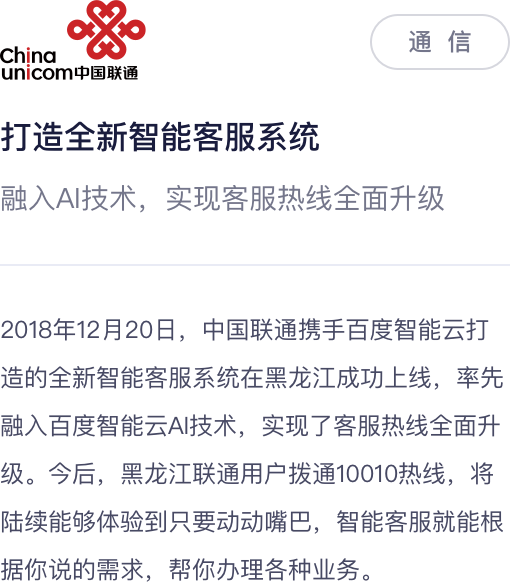 China
unicom中国联通
通 信
打造全新智能客服系统
融入AI技术，实现客服热线全面升级
2018年12月20日，中国联通携手百度智能云打
造的全新智能客服系统在黑龙江成功上线，率先
融入百度智能云AI技术，实现了客服热线全面升
级。今后，黑龙江联通用户拨通10010热线，将
陆续能够体验到只要动动嘴巴，智能客服就能根
据你说的需求，帮你办理各种业务。